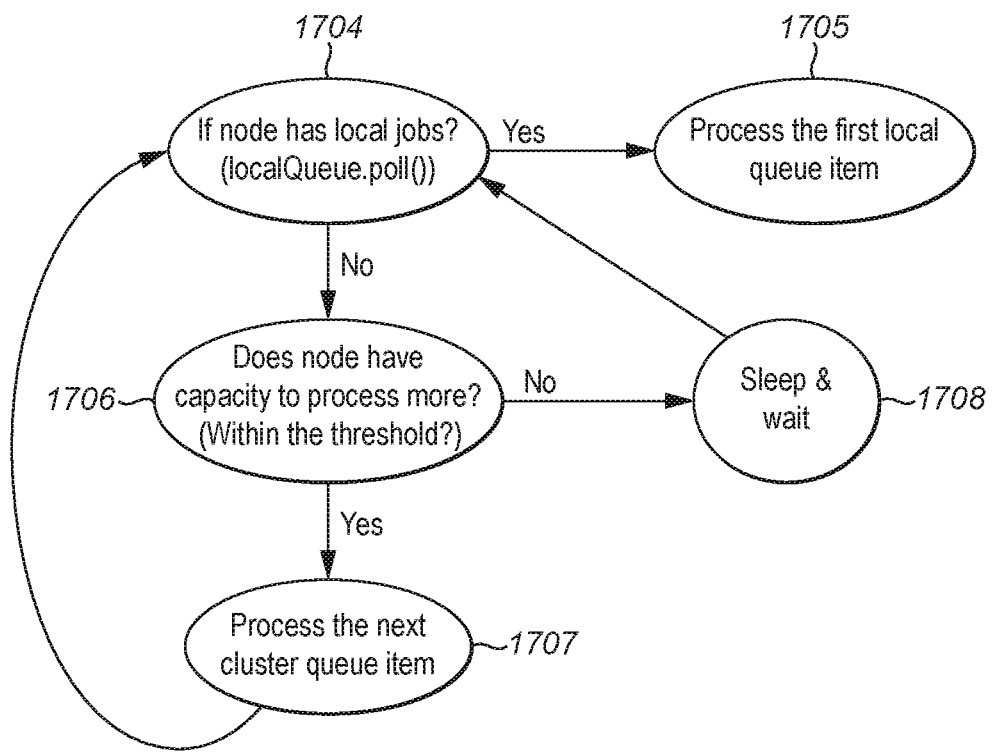 1704
1705
If node has local jobs?
(localQueue.poll())
Yes
Process the first local
queue item
No
Does node have
capacity to process more?
(Within the threshold?)
1706
No
Sleep &
wait
1708
Yes
Process the next
cluster queue item
1707